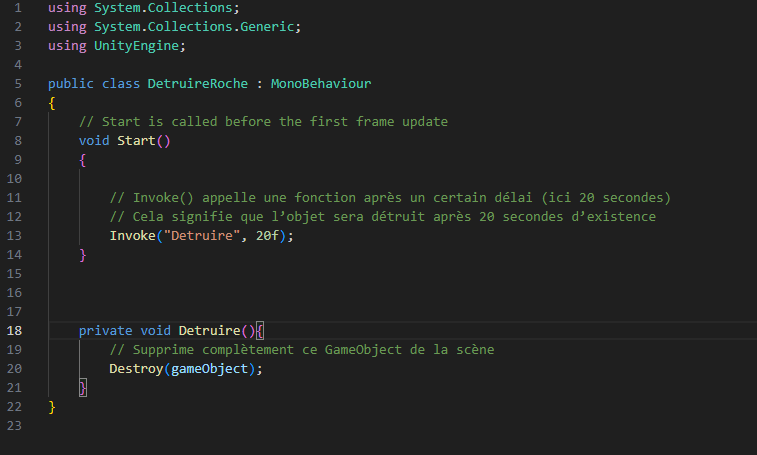 1 using System.Collections;
2 using System.Collections.Generic;
3 using UnityEngine;
4
5 public class DetruireRoche : MonoBehaviour
6 {
7 // Start is called before the first frame update
8 void Start()
9 {
10
11 // Invoke() appelle une fonction après un certain délai (ici 20 secondes)
12 // Cela signifie que l’objet sera détruit après 20 secondes d’existence
13 Invoke("Detruire", 20f);
14 }
15
16
17
18 private void Detruire(){
19 // Supprime complètement ce GameObject de la scène
20 Destroy(gameObject);
21 }
22 }
23